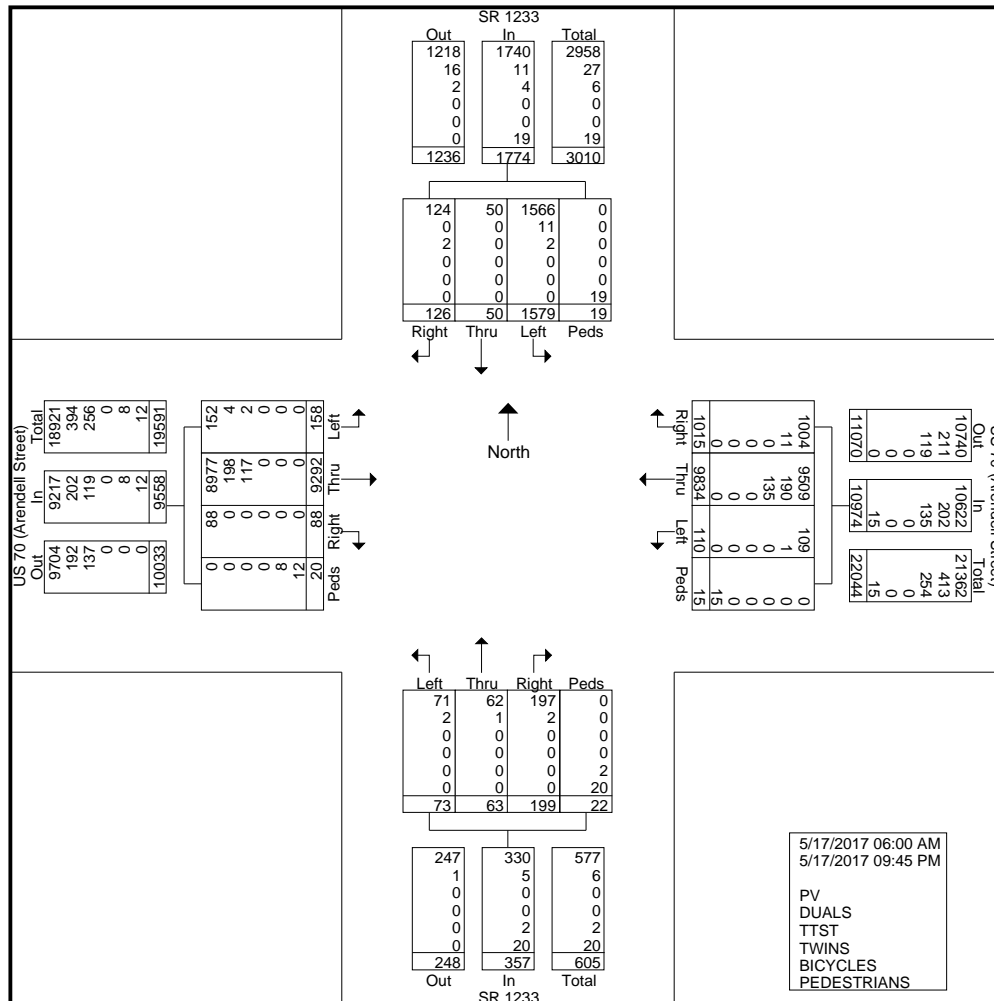 SR 1233
Out In Total
1218 1740 2958
16 11 27
2 4 6
0 0 0
0 0 0
0 19 19
1236 1774 3010
124 50 1566 0
0 0 11 0
2 0 2 0
0 0 0 0
0 0 0 0
0 0 0 19
126 50 1579 19
Right Thru Left Peds
US 70 (Arendell Street)
Out In Total
9704 9217 18921
192 202 394
137 119 256
0 0 0
0 8 8
0 12 12
10033 9558 19591
0 88 8977 152
0 0 198 4
0 0 117 2
0 0 0 0
8 0 0 0
12 0 0 0
20 88 9292 158
Peds Right Thru Left
North
Out In Total
10740 10622 21362
211 202 413
119 135 254
0 0 0
0 0 0
0 15 15
11070 10974 22044
1004 9509 109 0
11 190 1 0
0 135 0 0
0 0 0 0
0 0 0 0
0 0 0 15
1015 9834 110 15
Right Thru Left Peds
Left Thru Right Peds
71 62 197 0
2 1 2 0
0 0 0 0
0 0 0 0
0 0 0 2
0 0 0 20
73 63 199 22
247 330 577
1 5 6
0 0 0
0 0 0
0 2 2
0 20 20
248 357 605
Out In Total
SR 1233
5/17/2017 06:00 AM
5/17/2017 09:45 PM
PV
DUALS
TTST
TWINS
BICYCLES
PEDESTRIANS